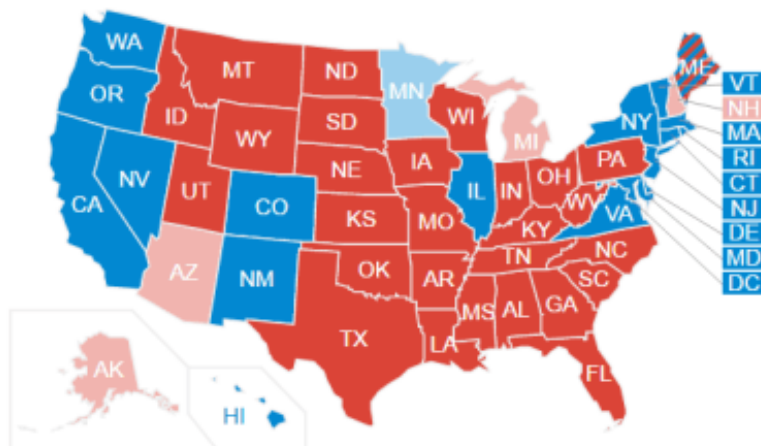 WA
MT
ND
MN
ME
VT
OR
ID
SD
WI
NH
WY
MI
NY
MA
RI
NE
IA
PA
CT
NV
UT
IL
IN
OH
NJ
CA
CO
KS
MO
WV
VA
DE
KY
MD
AZ
NM
OK
AR
TN
NC
DC
SC
MS
AL
GA
TX
LA
AK
FL
HI